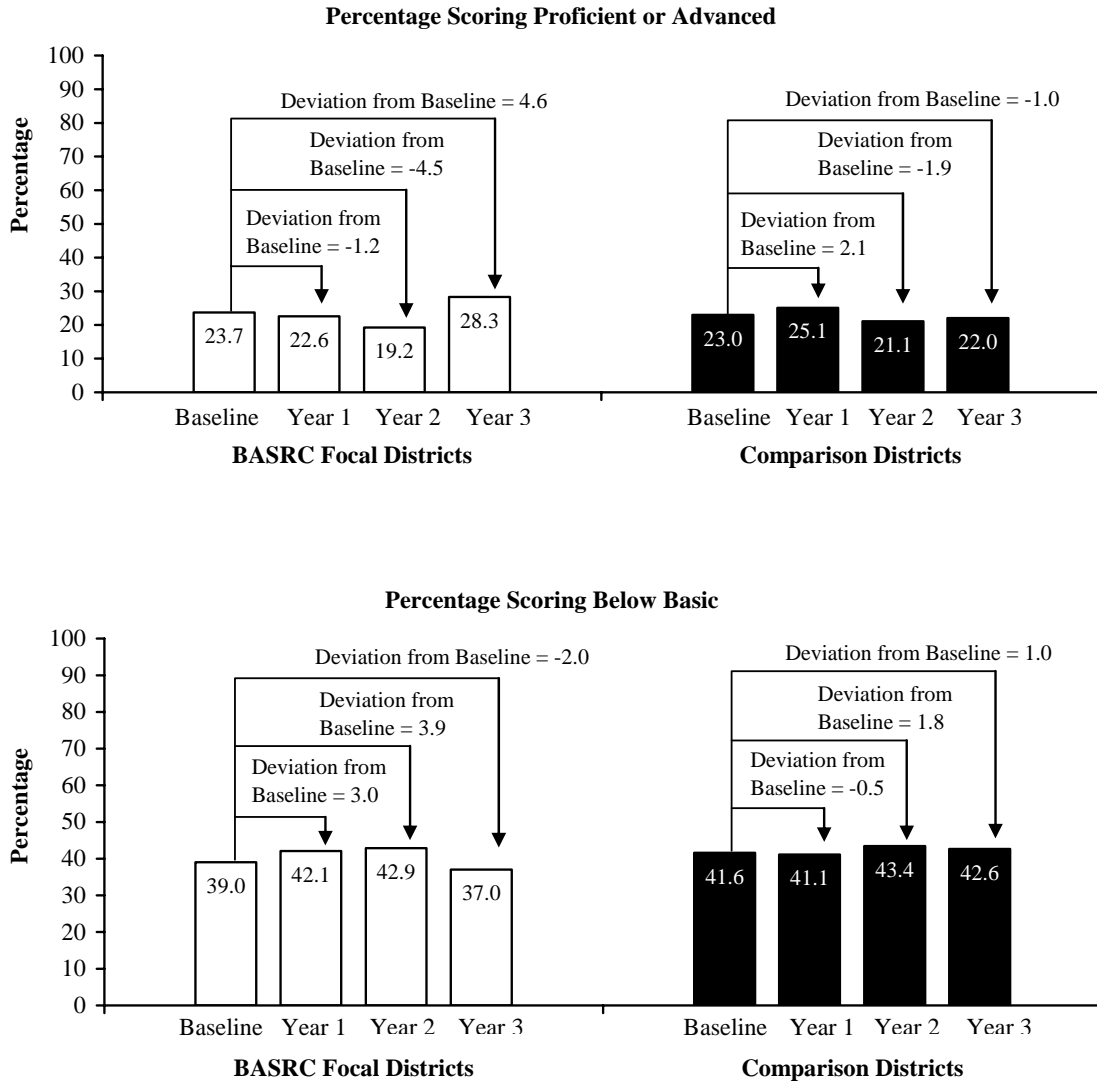 Percentage Scoring Proficient or Advanced
100
90
80
70
60
50
40
30
20
10
0
Percentage
Deviation from Baseline = 4.6
Deviation from
Baseline = -4.5
Deviation from
Baseline = -1.2
23.7
22.6
19.2
28.3
Baseline Year 1 Year 2 Year 3
BASRC Focal Districts
Deviation from Baseline = -1.0
Deviation from
Baseline = -1.9
Deviation from
Baseline = 2.1
23.0
25.1
21.1
22.0
Baseline Year 1 Year 2 Year 3
Comparison Districts
Percentage Scoring Below Basic
100
90
80
70
60
50
40
30
20
10
0
Percentage
Deviation from Baseline = -2.0
Deviation from
Baseline = 3.9
Deviation from
Baseline = 3.0
39.0
42.1
42.9
37.0
Baseline Year 1 Year 2 Year 3
BASRC Focal Districts
Deviation from Baseline = 1.0
Deviation from
Baseline = 1.8
Deviation from
Baseline = -0.5
41.6
41.1
43.4
42.6
Baseline Year 1 Year 2 Year 3
Comparison Districts